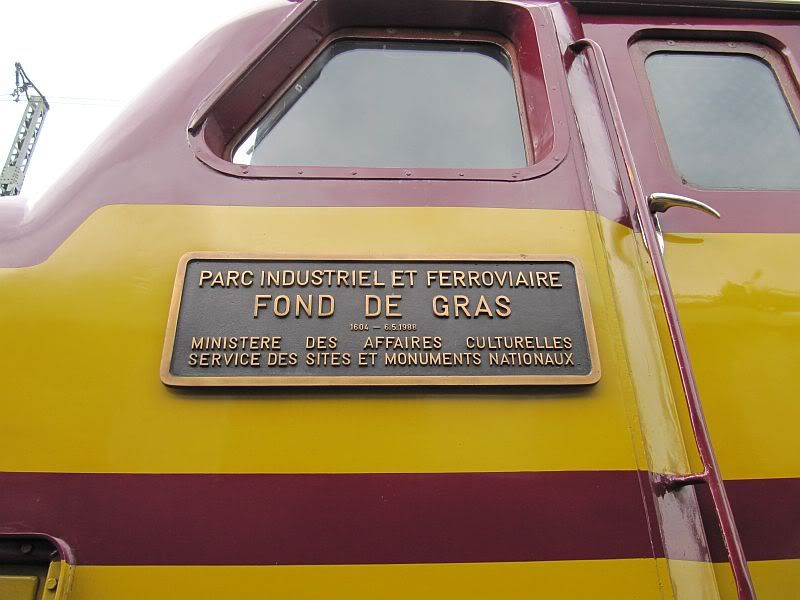 PARC INDUSTRIEL ET FERROVIAIRE
FOND DE GRAS
1604 — 6.5.1988
MINISTERE DES AFFAIRES CULTURELLES
SERVICE DES SITES ET MONUMENTS NATIONAUX